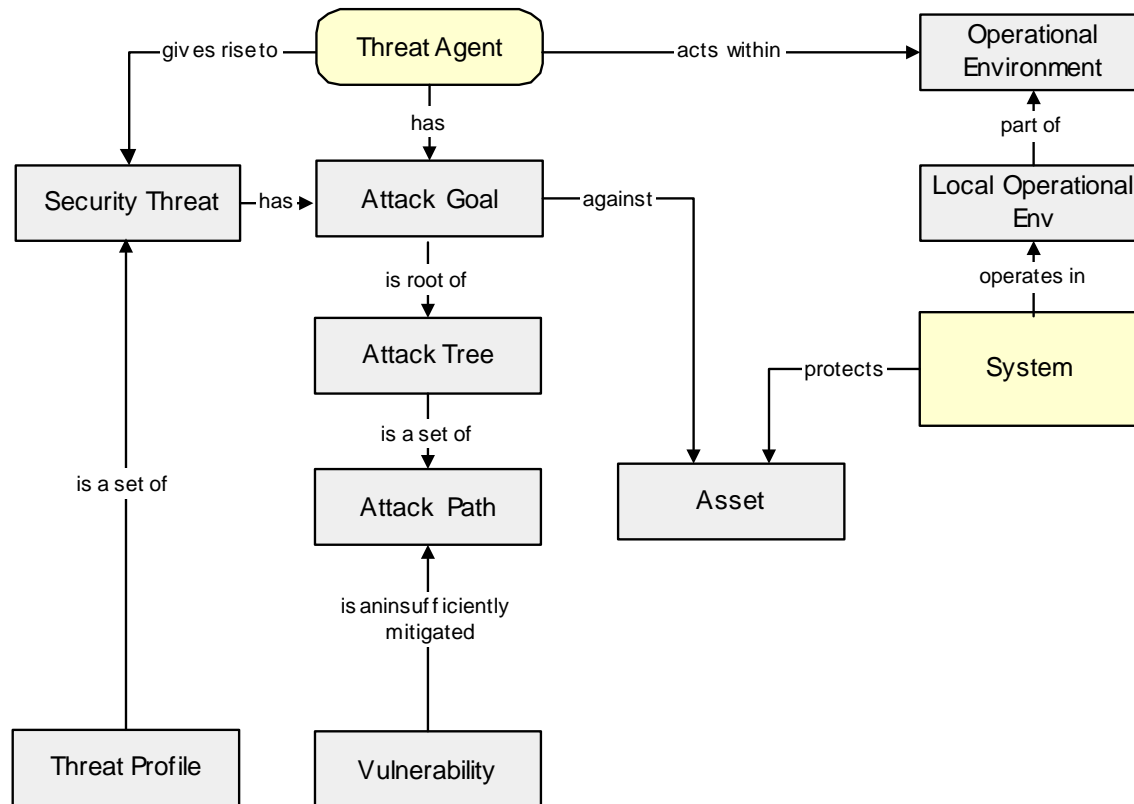 gives rise to
Threat Agent
acts within
Operational
Environment
has
part of
Security Threat
has
Attack Goal
against
Local Operational
Env
is root of
operates in
Attack Tree
protects
System
is a set of
is a set of
Attack Path
Asset
is aninsufficiently
mitigated
Threat Profile
Vulnerability